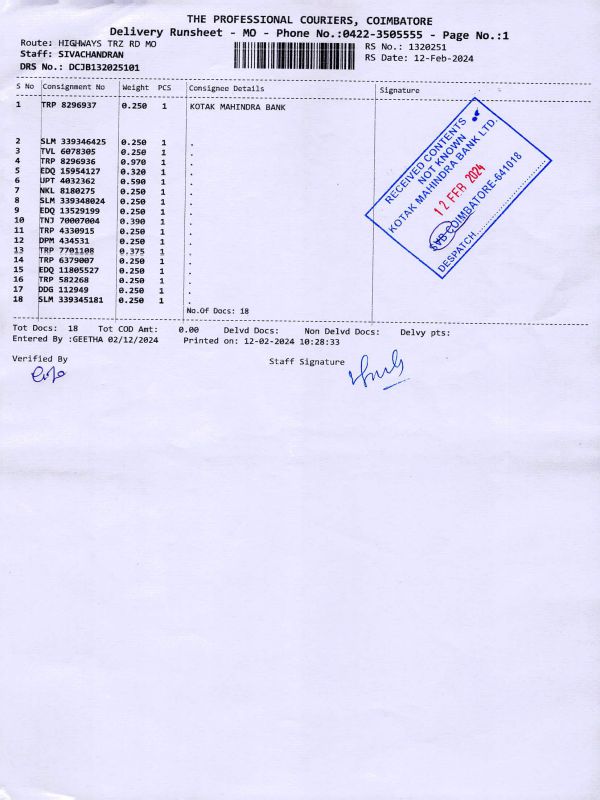 THE PROFESSIONAL COURIERS, COIMBATORE
Delivery Runsheet - MO - Phone No.:0422-3505555 - Page No.:1
Route: HIGHWAYS TRZ RD MO
RS No.: 1320251
Staff: SIVACHANDRAN
RS Date: 12-Feb-2024
DRS No.: DCJB132025101
S No Consignment No Weight PCS Consignee Details Signature
1 TRP 8296937 0.250 1 KOTAK MAHINDRA BANK
2 SLM 339346425 0.250 1 .
3 TVL 6078305 0.250 1 .
4 TRP 8296936 0.970 1 .
5 EDQ 15954127 0.320 1 .
6 UPT 4032362 0.590 1 .
7 NKL 8180275 0.250 1 .
8 SLM 339348024 0.250 1 .
9 EDQ 13529199 0.250 1 .
10 TNJ 70007004 0.390 1 .
11 TRP 4330915 0.250 1 .
12 DPM 434531 0.250 1 .
13 TRP 7701108 0.375 1 .
14 TRP 6379007 0.250 1 .
15 EDQ 11805527 0.250 1 .
16 TRP 582268 0.250 1 .
17 DDG 112949 0.250 1 .
18 SLM 339345181 0.250 1 .
No.Of Docs: 18
RECEIVED CONTENTS
NOT KNOWN
KOTAK MAHINDRA BANK LTD.
12 FEB 2024
COIMBATORE-641018
DESPATCH
Tot Docs: 18 Tot COD Amt: 0.00 Delvd Docs: Non Delvd Docs: Delvy pts:
Entered By :GEETHA 02/12/2024 Printed on: 12-02-2024 10:28:33
Verified By
Staff Signature